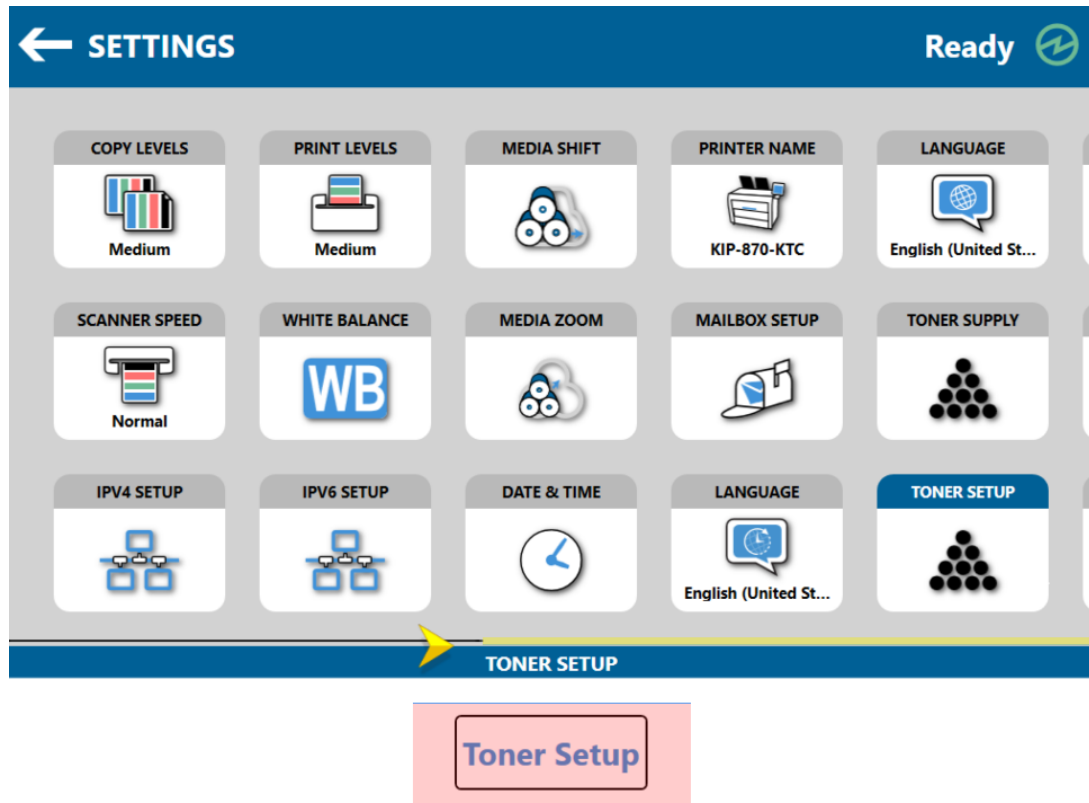 SETTINGS
Ready
COPY LEVELS
Medium
PRINT LEVELS
Medium
MEDIA SHIFT
PRINTER NAME
KIP-870-KTC
LANGUAGE
English (United St...
SCANNER SPEED
Normal
WHITE BALANCE
WB
MEDIA ZOOM
MAILBOX SETUP
TONER SUPPLY
IPV4 SETUP
IPV6 SETUP
DATE & TIME
LANGUAGE
English (United St...
TONER SETUP
TONER SETUP
Toner Setup